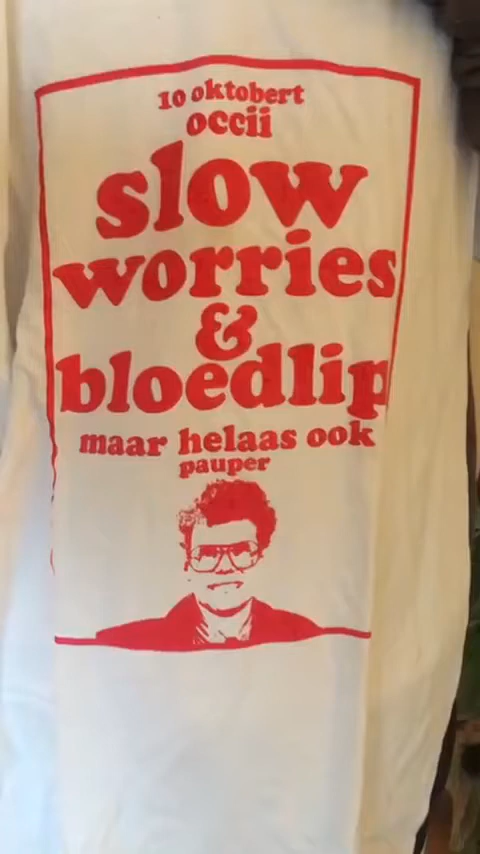 10 oktobert
occii
slow
worries
&
bloedlip
maar helaas ook
pauper